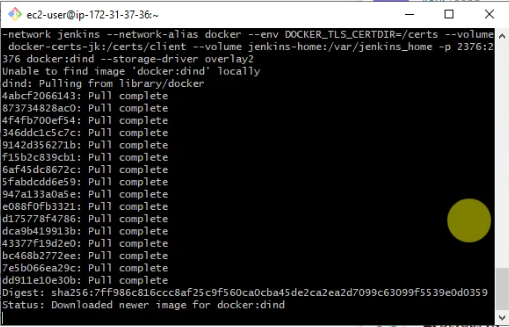 ec2-user@ip-172-31-37-36:~
-network jenkins --network-alias docker --env DOCKER_TLS_CERTDIR=/certs --volume
docker-certs-jk:/certs/client --volume jenkins-home:/var/jenkins_home -p 2376:2
376 docker:dind --storage-driver overlay2
Unable to find image 'docker:dind' locally
dind: Pulling from library/docker
4abcf2066143: Pull complete
873734828ac0: Pull complete
4f4fb700ef54: Pull complete
346ddc1c5c7c: Pull complete
9142d356271b: Pull complete
f15b2c839cb1: Pull complete
6af45dc8672c: Pull complete
5fabdcdd6e59: Pull complete
947a133a0a5e: Pull complete
e088f0fb3321: Pull complete
d175778f4786: Pull complete
dca9b419913b: Pull complete
43377f19d2e0: Pull complete
bc468b2772ee: Pull complete
7e5b066ea29c: Pull complete
dd911e10e30b: Pull complete
Digest: sha256:7ff986c816ccc8af25c9f560ca0cba45de2ca2ea2d7099c63099f5539e0d0359
Status: Downloaded newer image for docker:dind